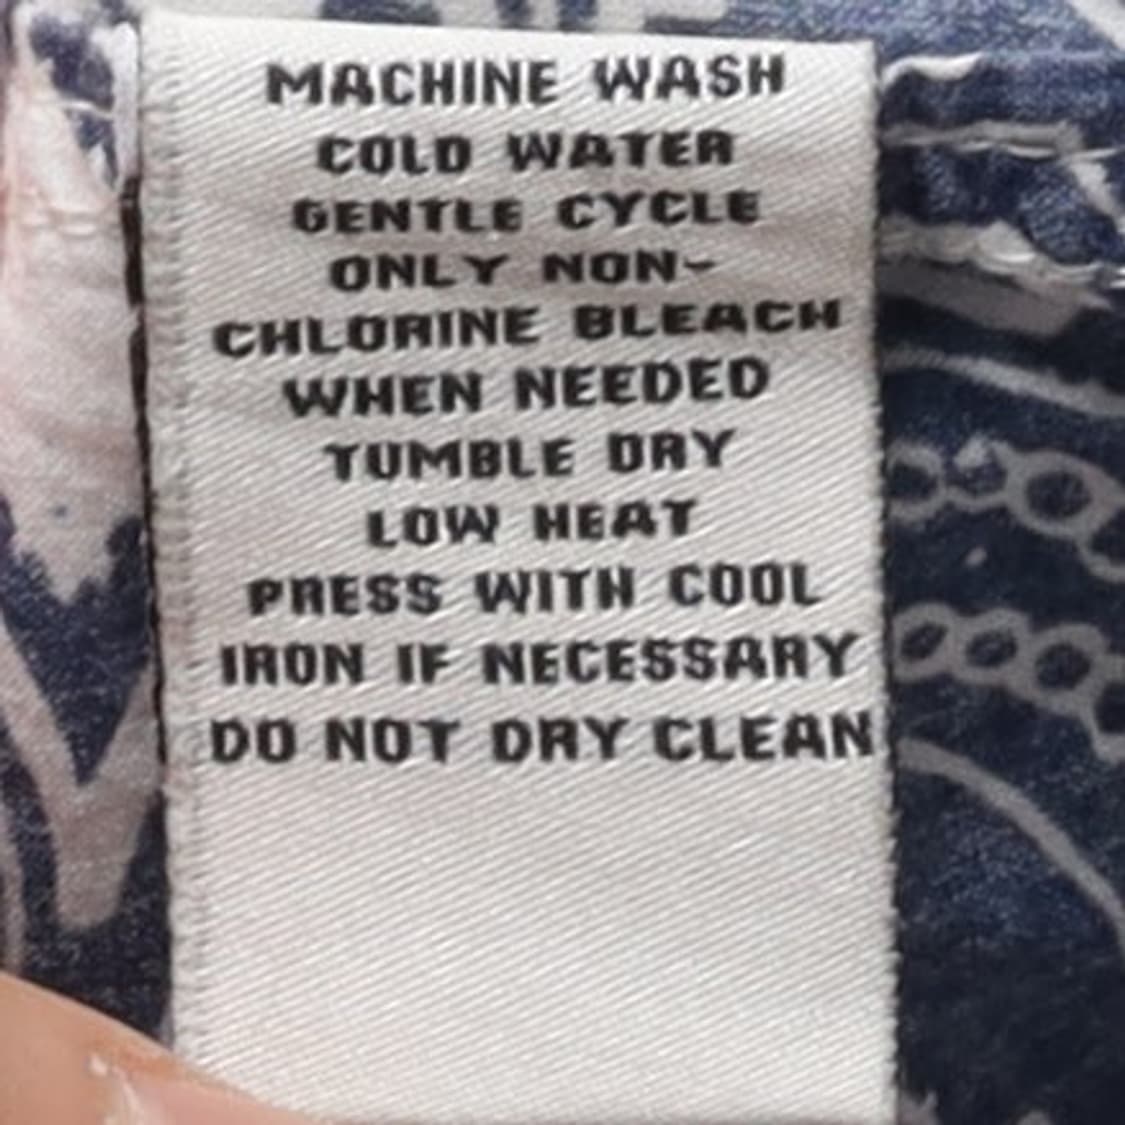 MACHINE WASH
COLD WATER
GENTLE CYCLE
ONLY NON-
CHLORINE BLEACH
WHEN NEEDED
TUMBLE DRY
LOW HEAT
PRESS WITH COOL
IRON IF NECESSARY
DO NOT DRY CLEAN